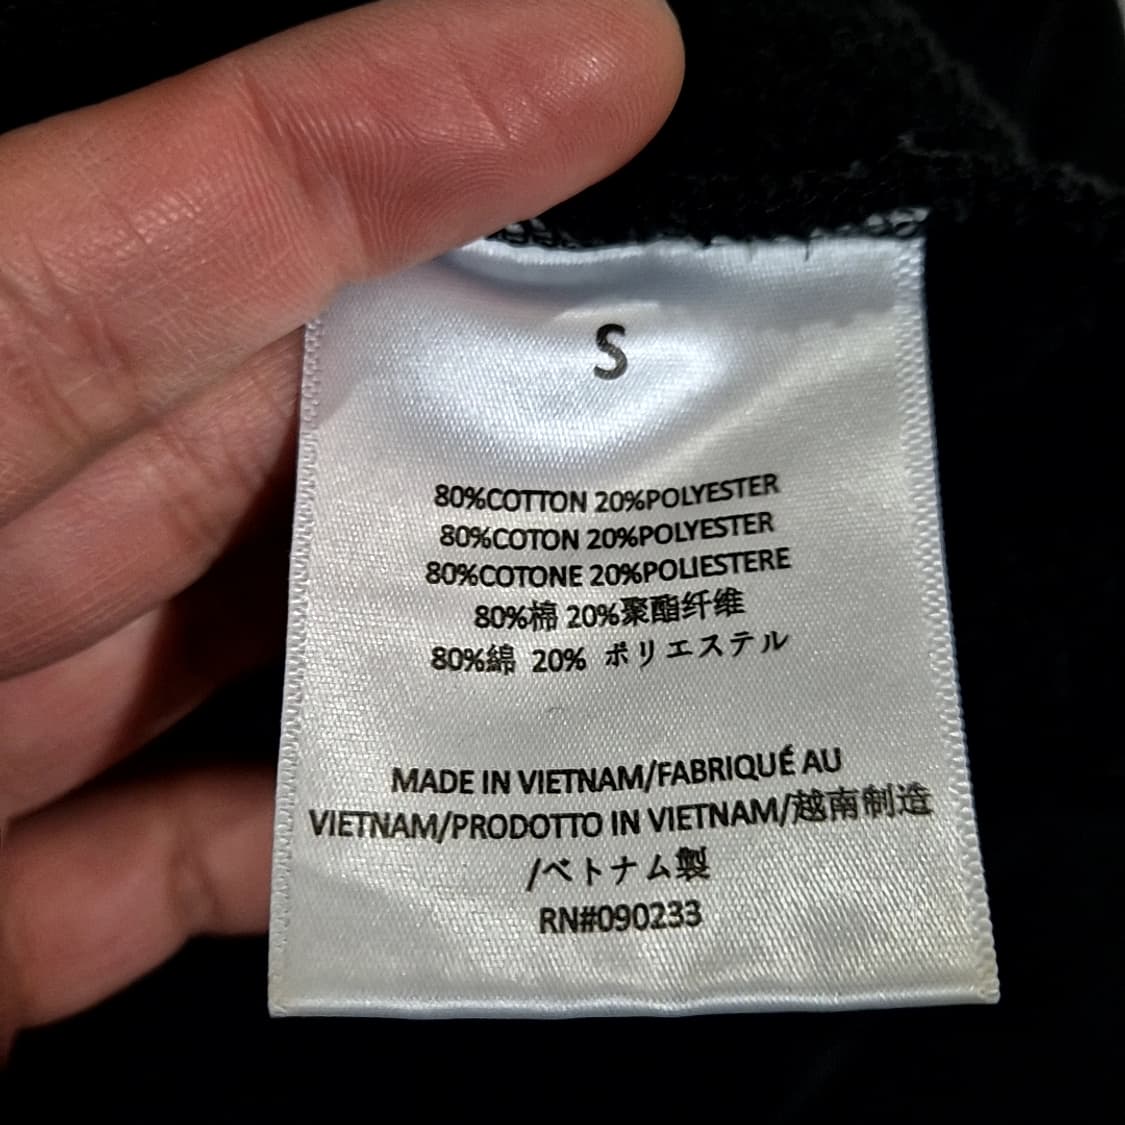 S
80%COTTON 20%POLYESTER
80%COTON 20%POLYESTER
80%COTONE 20%POLIESTERE
80%棉 20%聚酯纤维
80%綿 20% ポリエステル
MADE IN VIETNAM/FABRIQUÉ AU
VIETNAM/PRODOTTO IN VIETNAM/越南制造
/ベトナム製
RN#090233